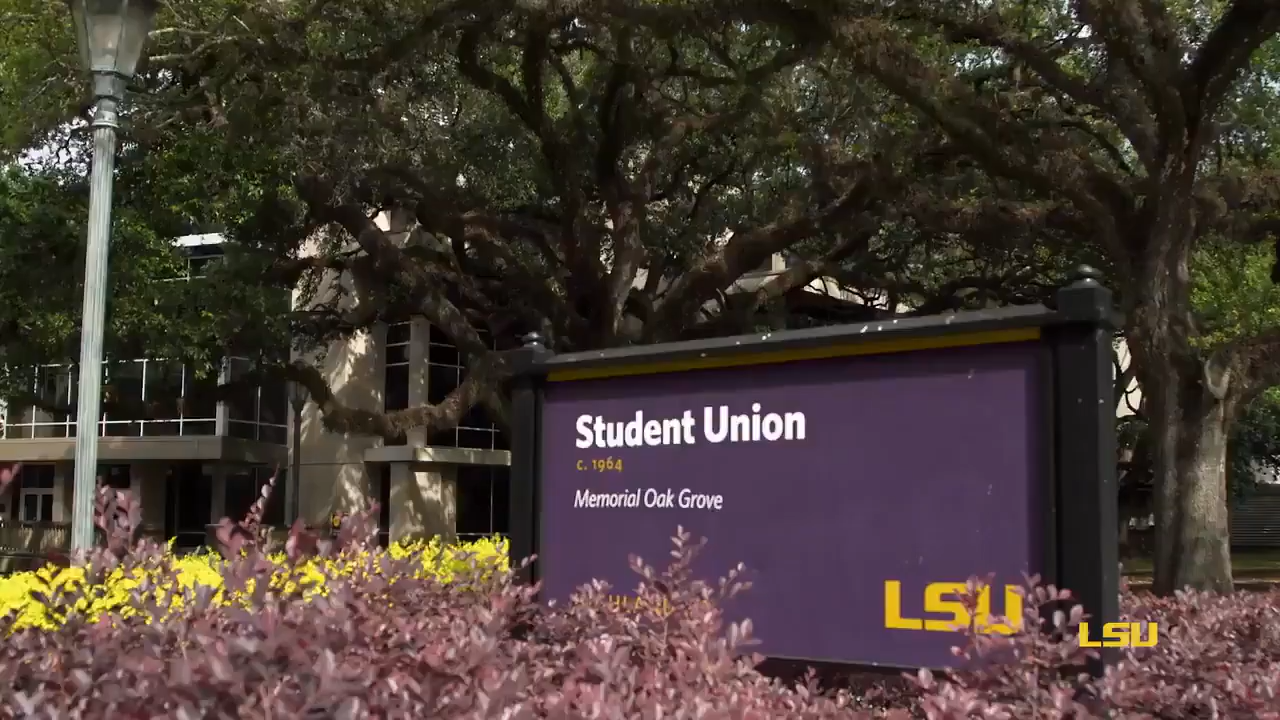 Student Union
c. 1964
Memorial Oak Grove
LSU
LSU